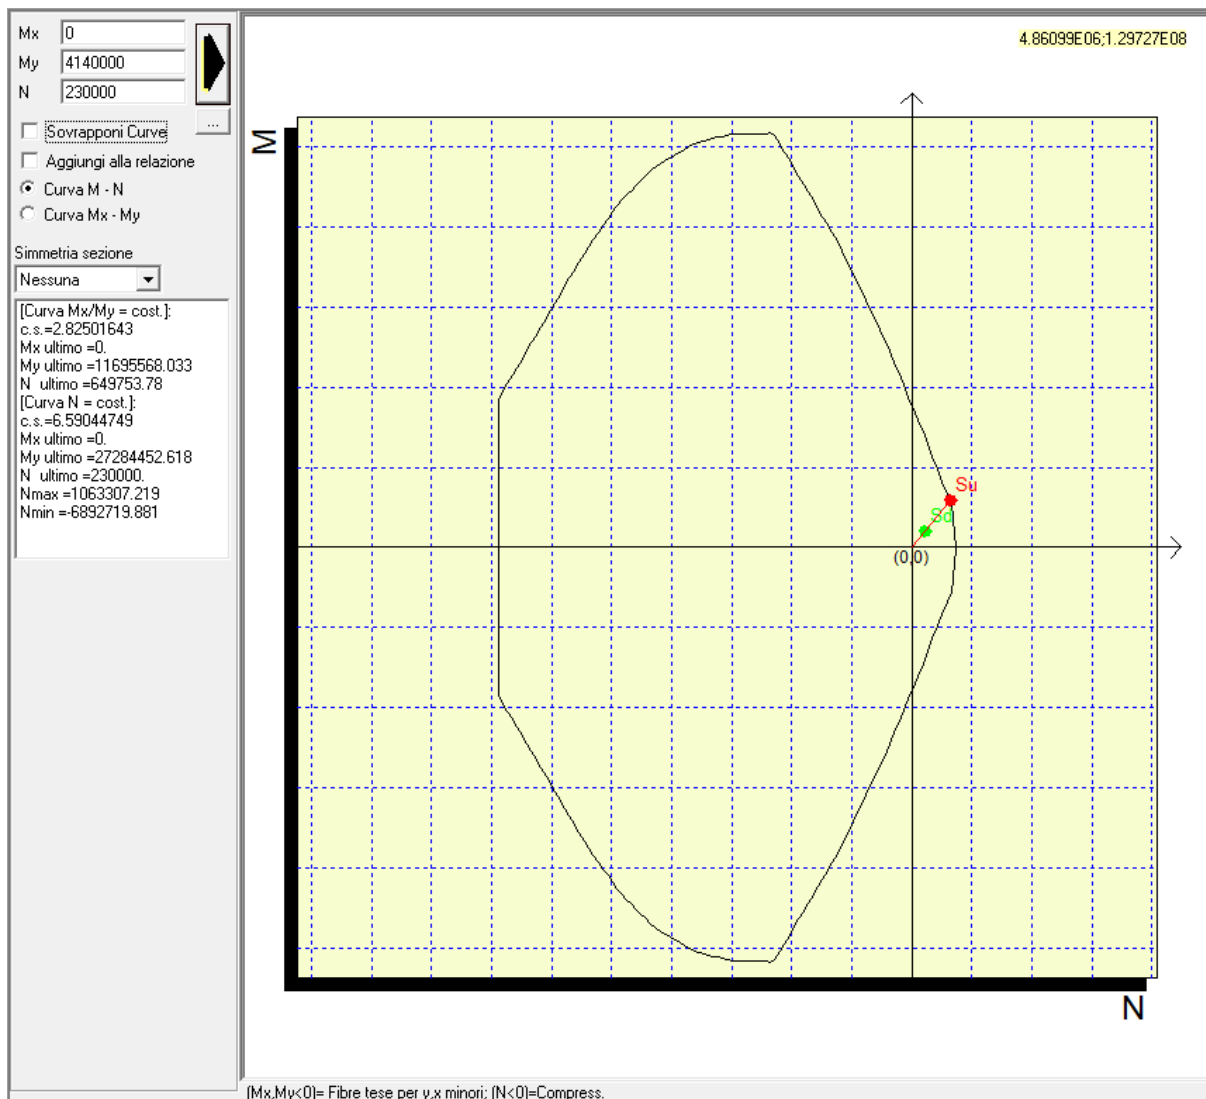 Mx 0
My 4140000
N 230000
...
Sovrapponi Curve
Aggiungi alla relazione
Curva M - N
Curva Mx - My
Simmetria sezione
Nessuna
[Curva Mx/My = cost.]:
c.s.=2.82501643
Mx ultimo =0.
My ultimo =11695568.033
N  ultimo =649753.78
[Curva N = cost.]:
c.s.=6.59044749
Mx ultimo =0.
My ultimo =27284452.618
N  ultimo =230000.
Nmax =1063307.219
Nmin =-6892719.881
4.86099E06;1.29727E08
M
Su
Sd
(0,0)
N
(Mx,My<0)= Fibre tese per y,x minori; (N<0)=Compress.